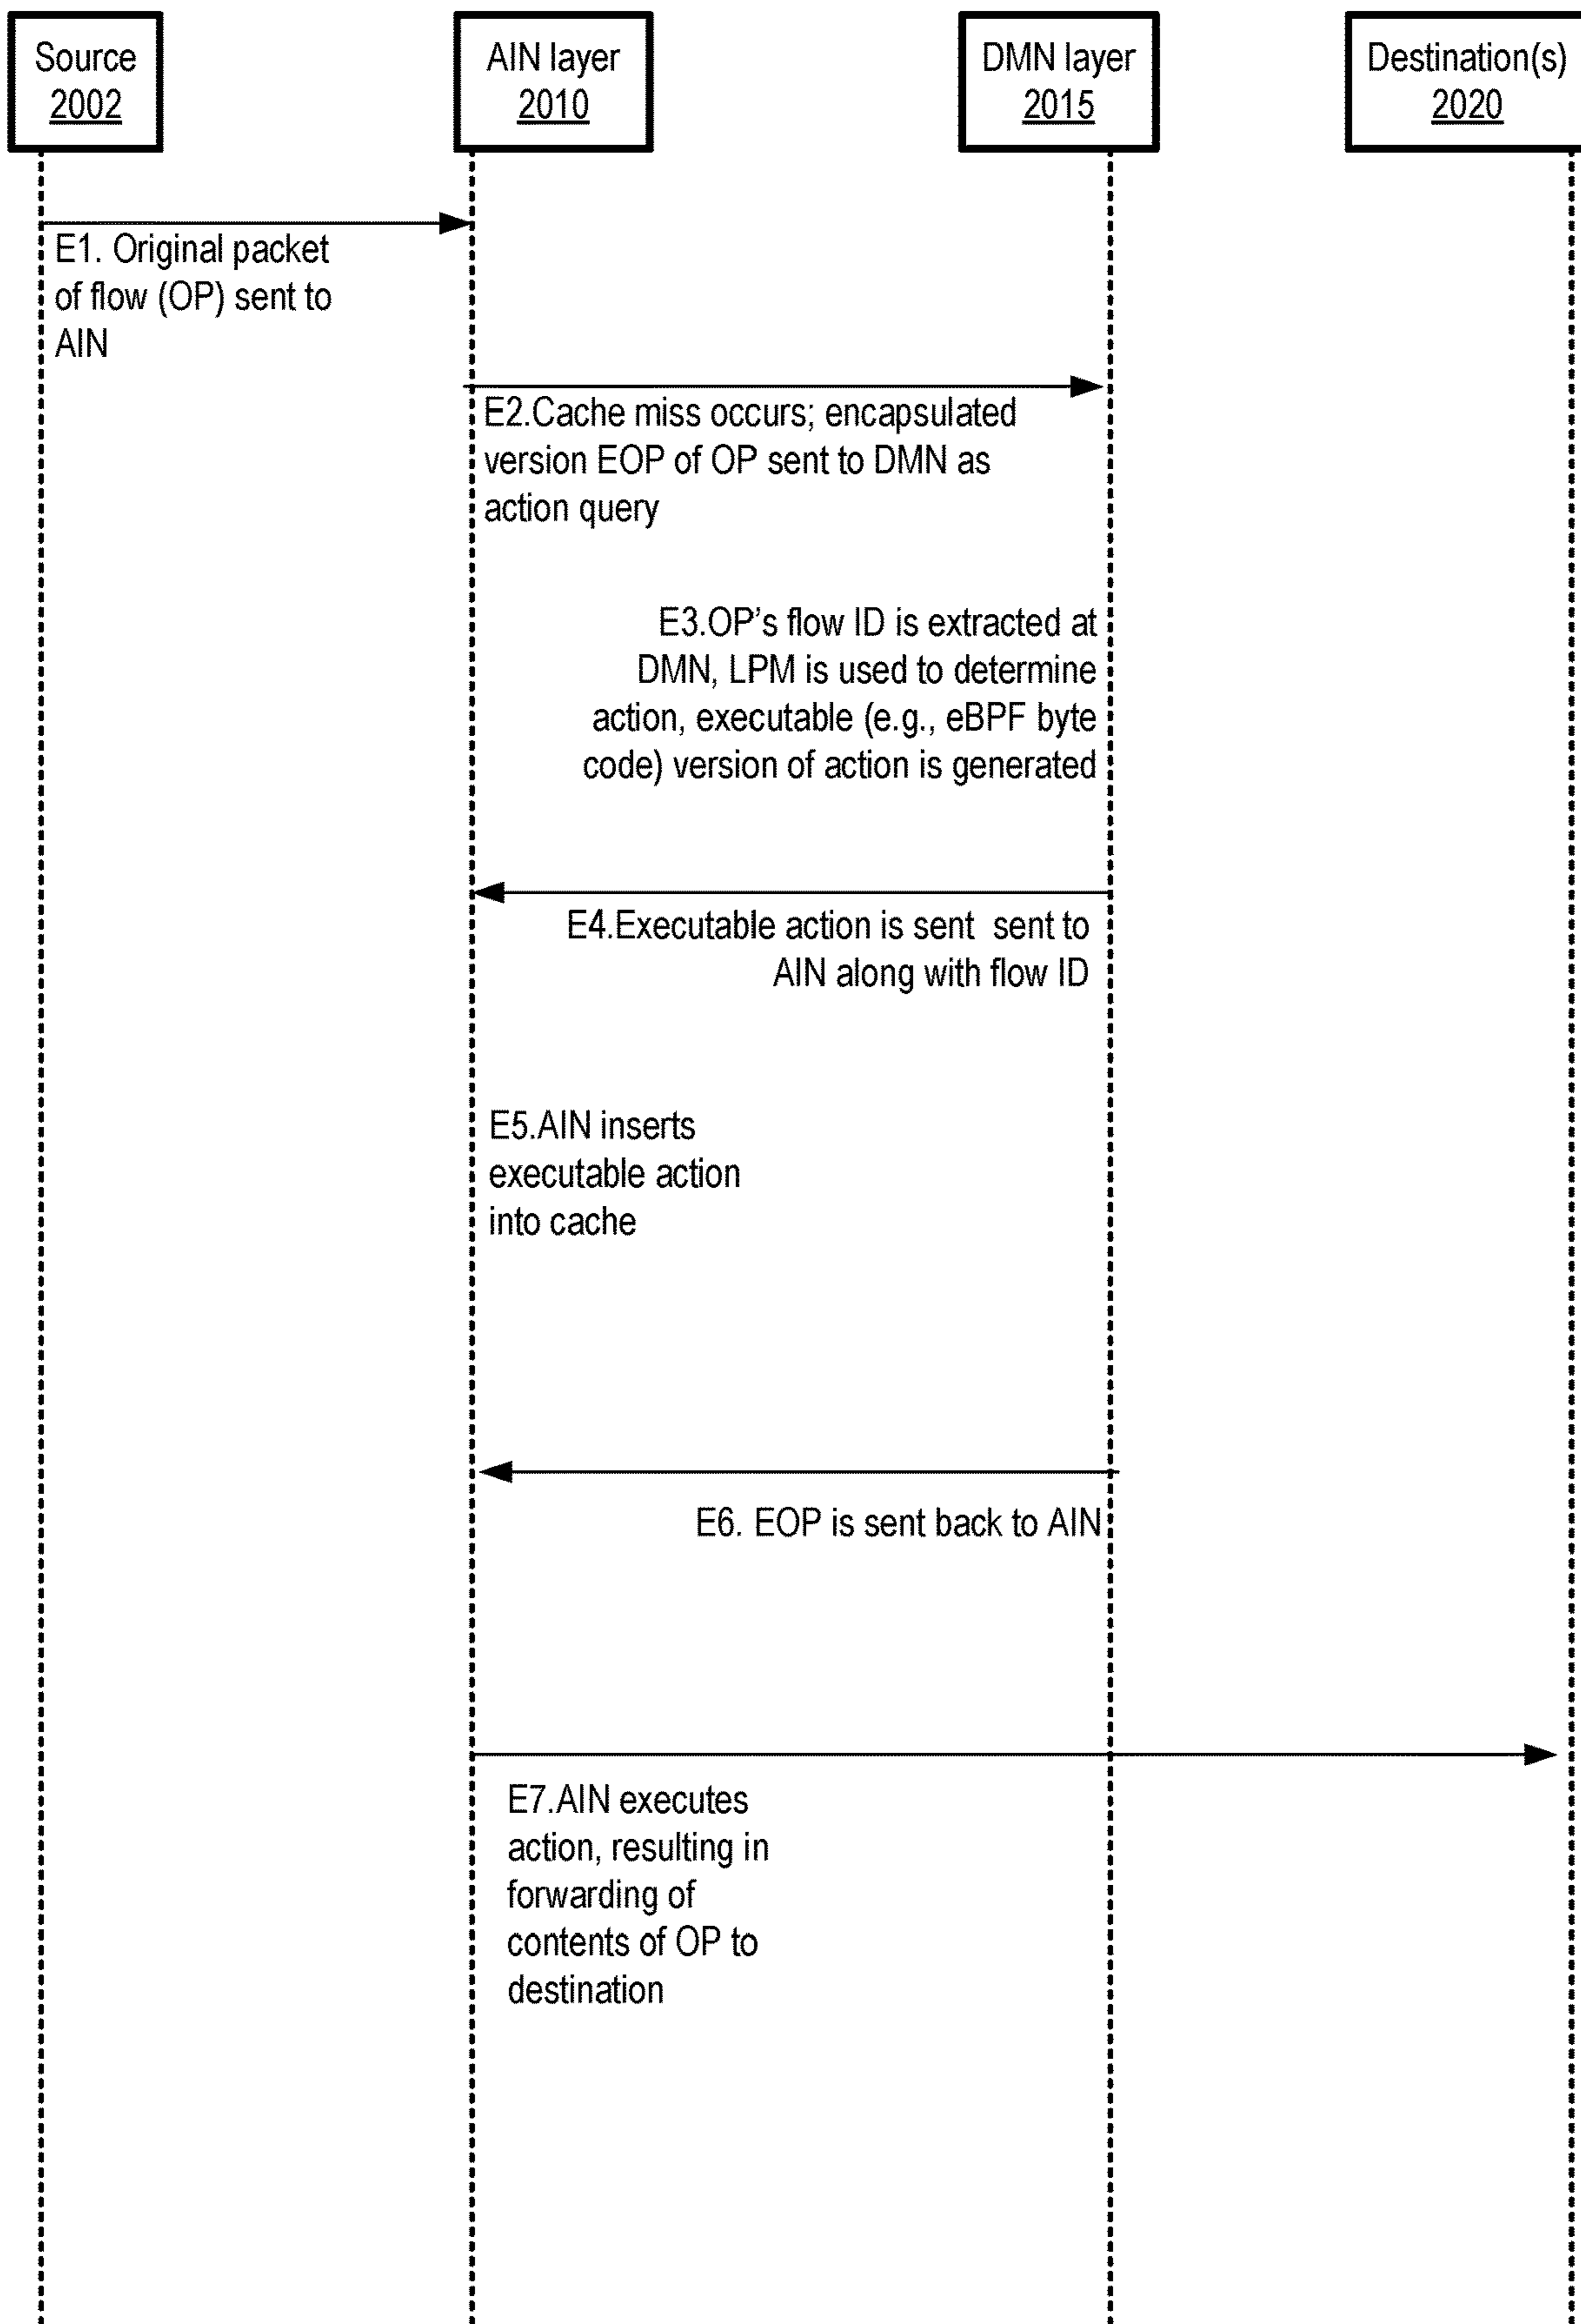 Source
2002
AIN layer
2010
DMN layer
2015
Destination(s)
2020
E1. Original packet
of flow (OP) sent to
AIN
E2.Cache miss occurs; encapsulated
version EOP of OP sent to DMN as
action query
E3.OP's flow ID is extracted at
DMN, LPM is used to determine
action, executable (e.g., eBPF byte
code) version of action is generated
E4.Executable action is sent  sent to
AIN along with flow ID
E5.AIN inserts
executable action
into cache
E6. EOP is sent back to AIN
E7.AIN executes
action, resulting in
forwarding of
contents of OP to
destination